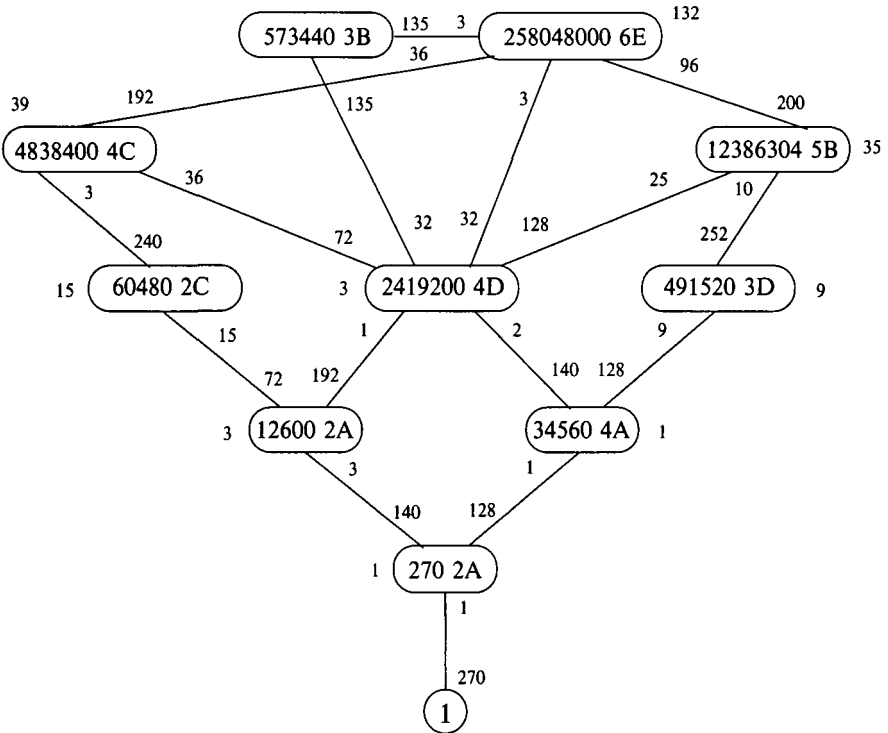 573440 3B 135 3 258048000 6E 132
36
39 192 135 3 96 200
4838400 4C 12386304 5B 35
3 36 25 10
240 72 32 32 128 252
15 60480 2C 3 2419200 4D 491520 3D 9
15 1 2 9
72 192 140 128
3 12600 2A 34560 4A 1
3 1
140 128
1 270 2A
1
270
1